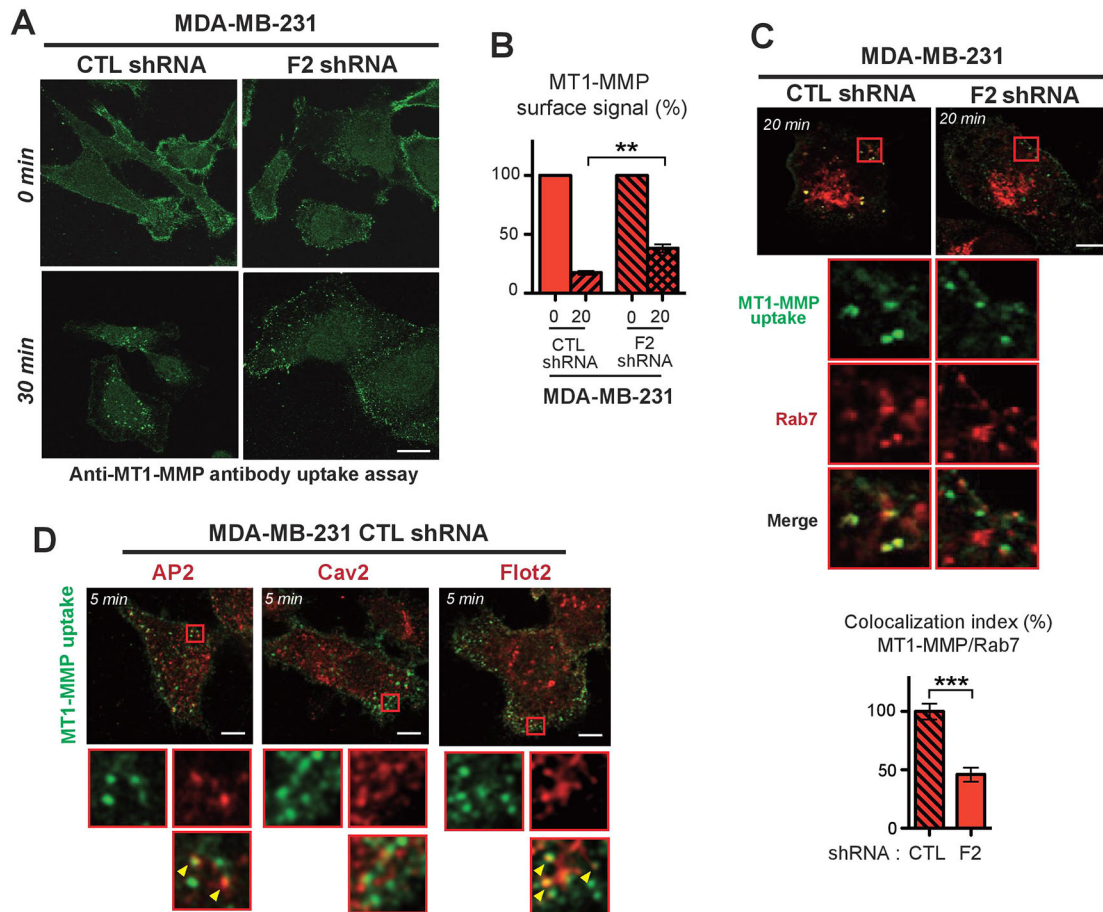 A
MDA-MB-231
CTL shRNA
F2 shRNA
0 min
30 min
Anti-MT1-MMP antibody uptake assay
B
MT1-MMP
surface signal (%)
**
100
50
0
0 20 0 20
CTL
shRNA
F2
shRNA
MDA-MB-231
C
MDA-MB-231
CTL shRNA
F2 shRNA
20 min
MT1-MMP
uptake
Rab7
Merge
Colocalization index (%)
MT1-MMP/Rab7
***
100
50
0
shRNA : CTL F2
D
MDA-MB-231 CTL shRNA
AP2
Cav2
Flot2
MT1-MMP uptake
5 min
5 min
5 min